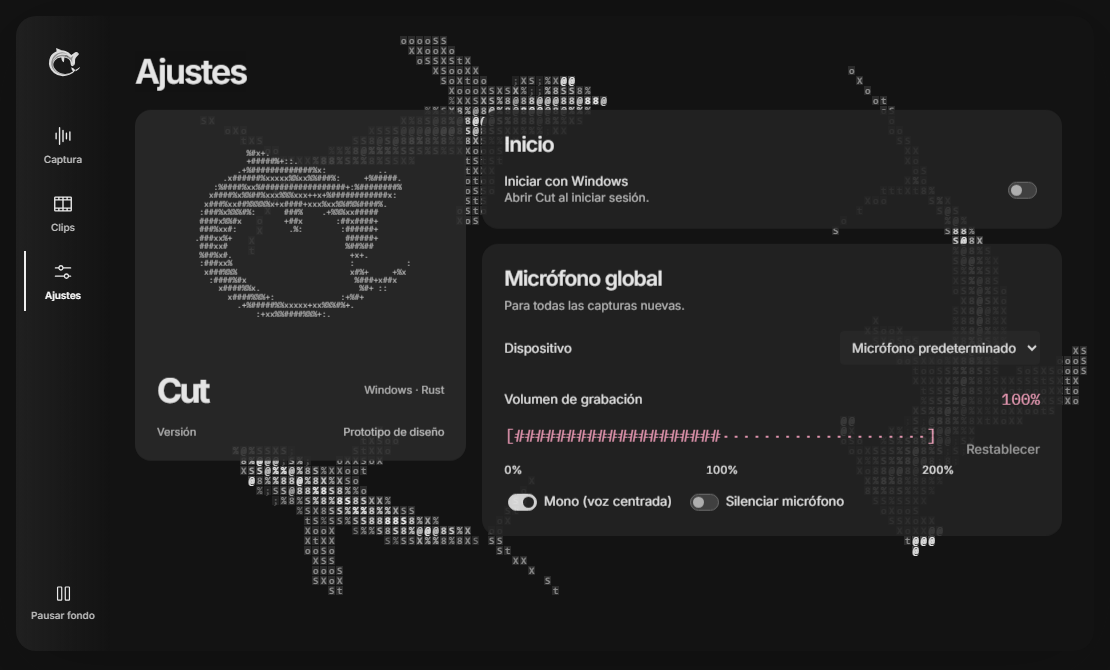 Ajustes
Captura
Clips
Ajustes
Pausar fondo
Cut
Windows · Rust
Versión
Prototipo de diseño
Inicio
Iniciar con Windows
Abrir Cut al iniciar sesión.
Micrófono global
Para todas las capturas nuevas.
Dispositivo
Micrófono predeterminado
Volumen de grabación
100%
Restablecer
0%
100%
200%
Mono (voz centrada)
Silenciar micrófono